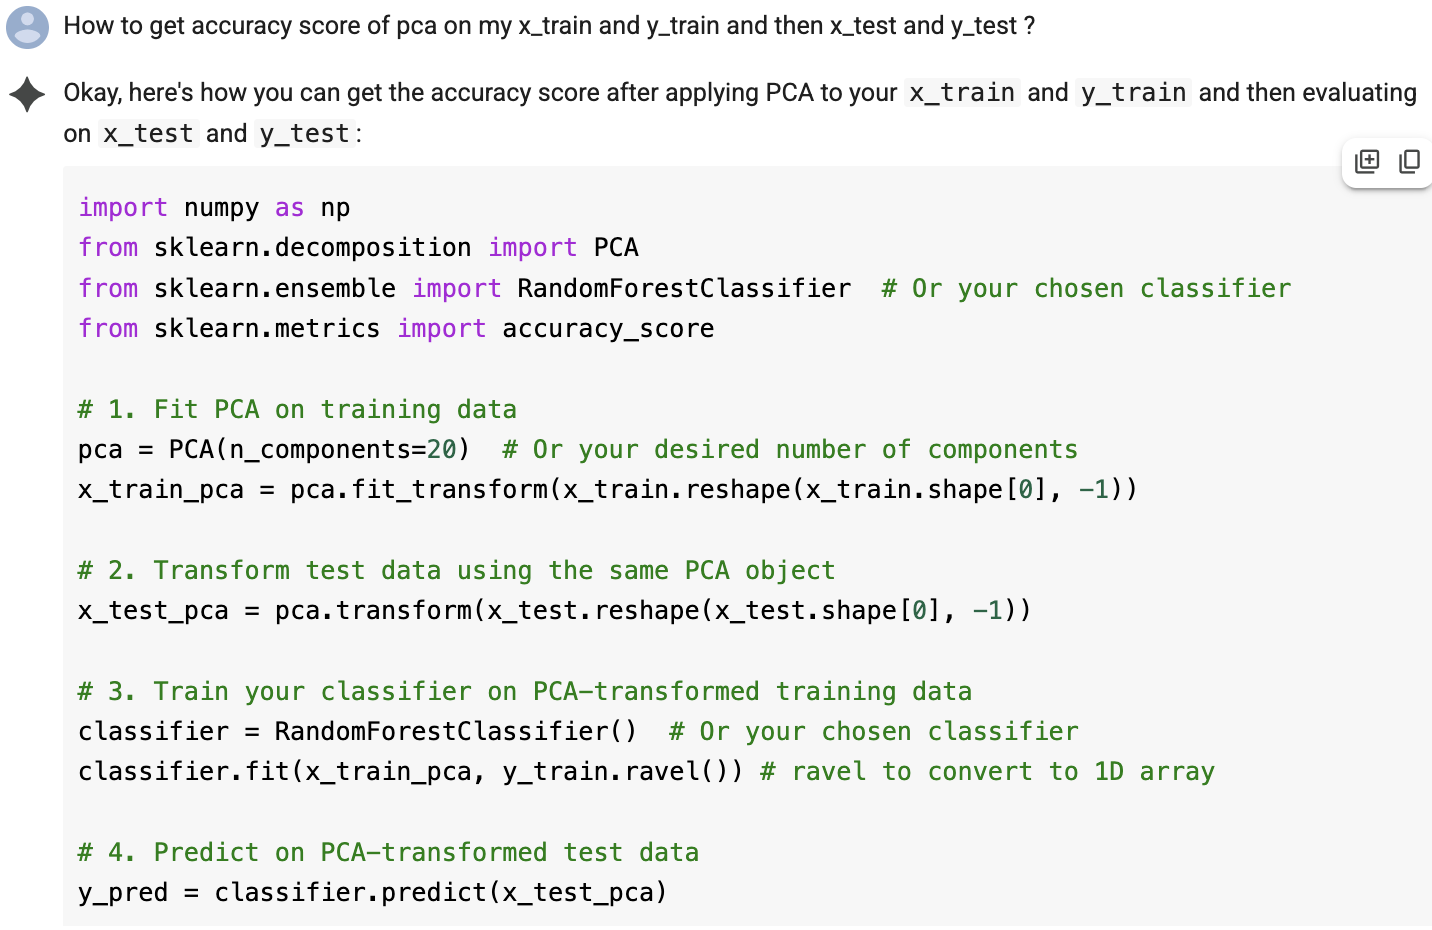 How to get accuracy score of pca on my x_train and y_train and then x_test and y_test ?
Okay, here's how you can get the accuracy score after applying PCA to your x_train and y_train and then evaluating
on x_test and y_test:
import numpy as np
from sklearn.decomposition import PCA
from sklearn.ensemble import RandomForestClassifier  # Or your chosen classifier
from sklearn.metrics import accuracy_score
# 1. Fit PCA on training data
pca = PCA(n_components=20)  # Or your desired number of components
x_train_pca = pca.fit_transform(x_train.reshape(x_train.shape[0], -1))
# 2. Transform test data using the same PCA object
x_test_pca = pca.transform(x_test.reshape(x_test.shape[0], -1))
# 3. Train your classifier on PCA-transformed training data
classifier = RandomForestClassifier()  # Or your chosen classifier
classifier.fit(x_train_pca, y_train.ravel()) # ravel to convert to 1D array
# 4. Predict on PCA-transformed test data
y_pred = classifier.predict(x_test_pca)